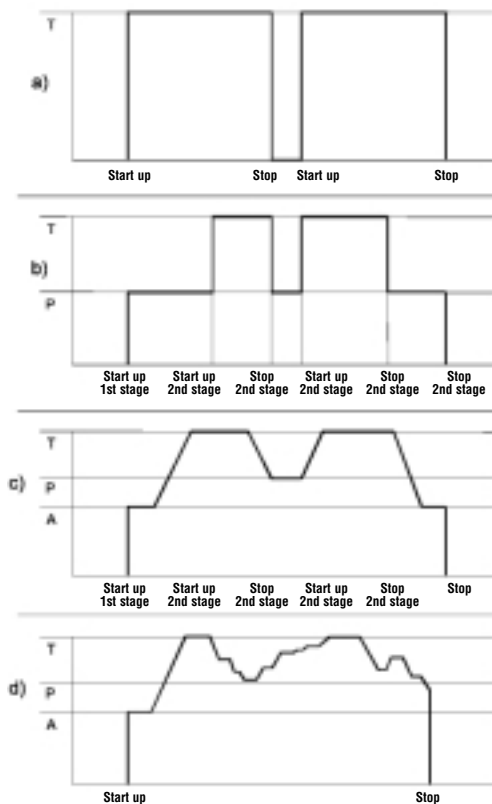 T
a)
Start up Stop Start up Stop
T
b)
P
Start up Start up Stop Start up Stop Stop
1st stage 2nd stage 2nd stage 2nd stage 2nd stage 2nd stage
T
c)
P
A
Start up Start up Stop Start up Stop Stop
1st stage 2nd stage 2nd stage 2nd stage 2nd stage
T
d)
P
A
Start up Stop